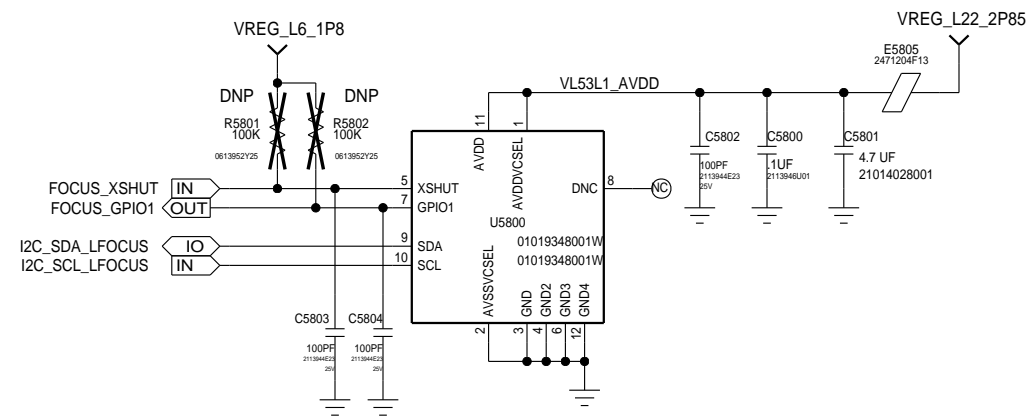 VREG_L6_1P8
VREG_L22_2P85
E5805
2471204F13
DNP
DNP
R5801
100K
0613952Y25
R5802
100K
0613952Y25
VL53L1_AVDD
11
1
AVDD
AVDDVCSEL
C5802
100PF
2113944E23
25V
C5800
.1UF
2113946U01
C5801
4.7 UF
21014028001
FOCUS_XSHUT
IN
5
XSHUT
FOCUS_GPIO1
OUT
7
GPIO1
DNC
8
NC
U5800
I2C_SDA_LFOCUS
IO
9
SDA
01019348001W
I2C_SCL_LFOCUS
IN
10
SCL
01019348001W
AVSSVCSEL
GND
GND2
GND3
GND4
2
3
4
6
12
C5803
100PF
2113944E23
25V
C5804
100PF
2113944E23
25V